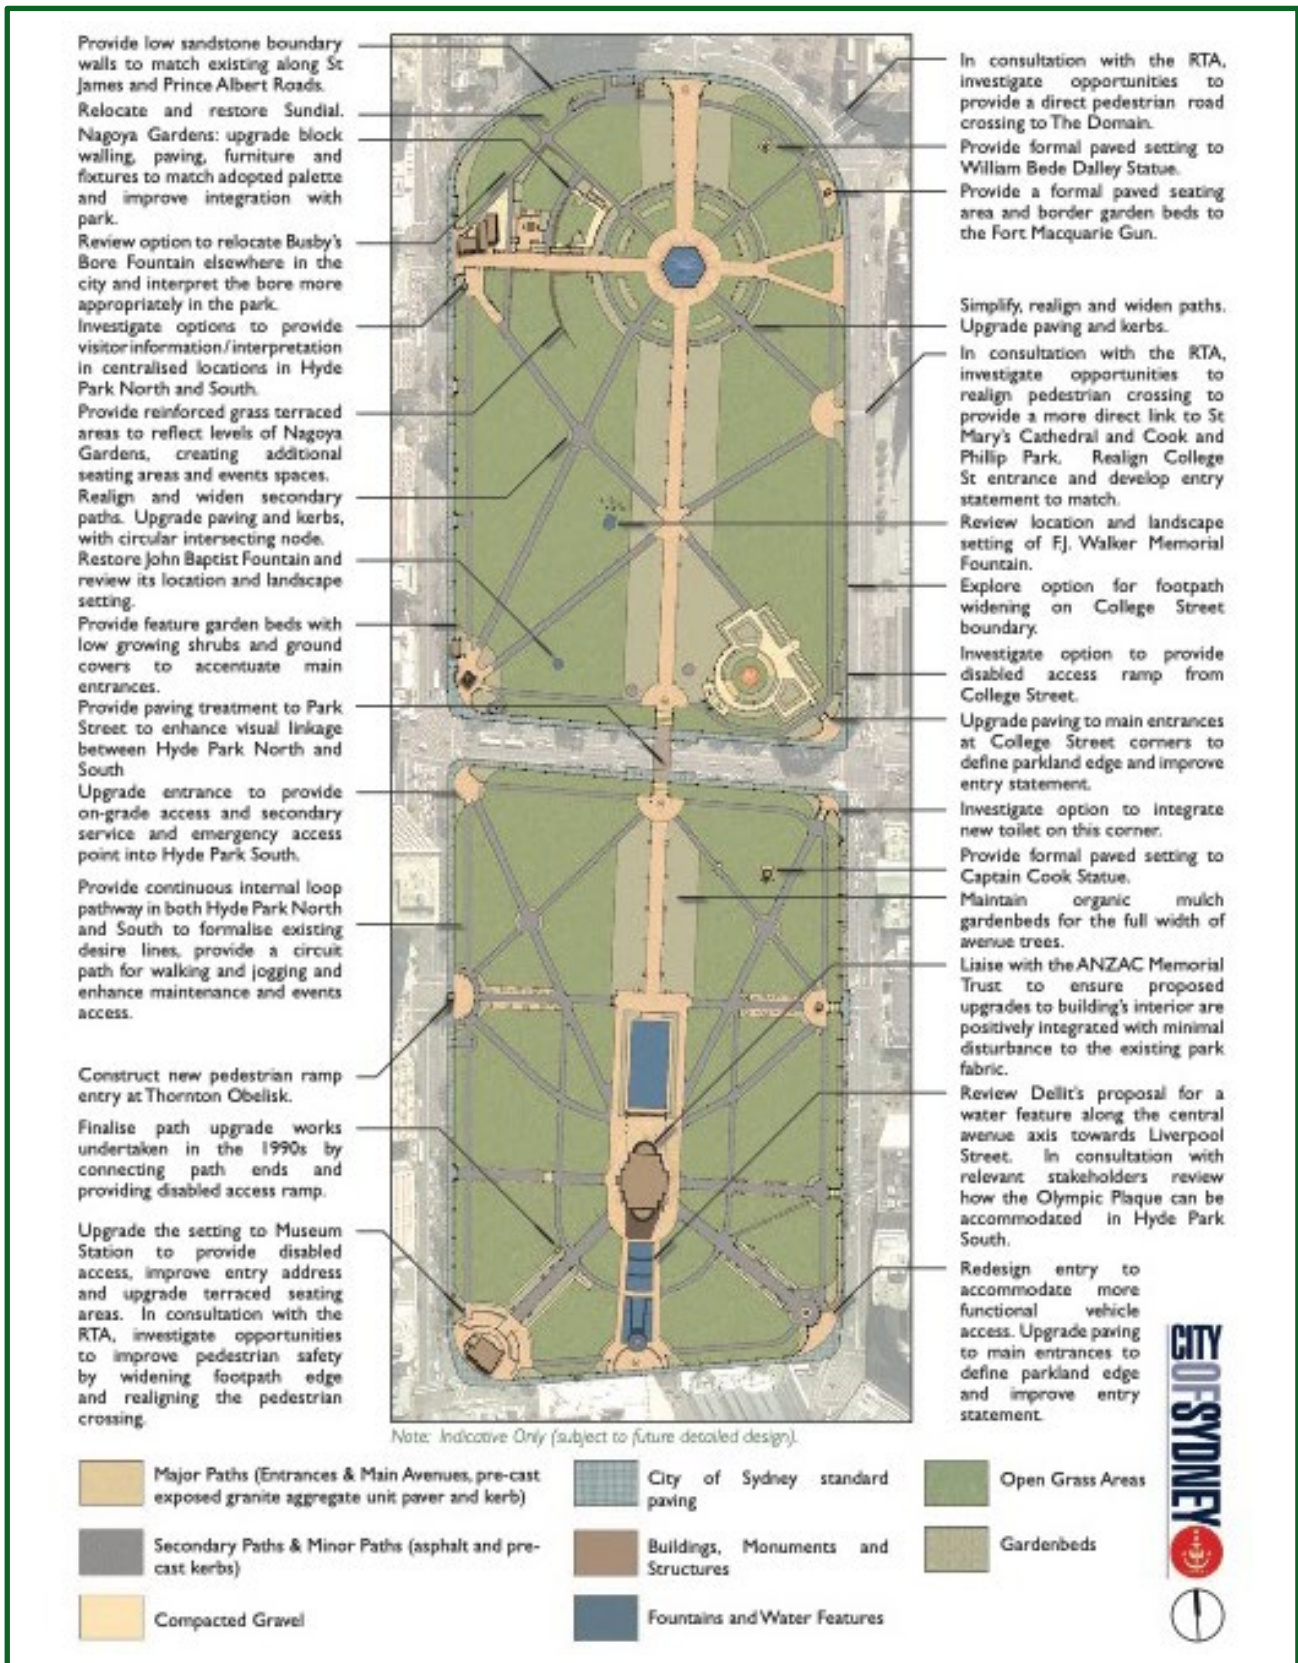 Provide low sandstone boundary
walls to match existing along St
James and Prince Albert Roads.
Relocate and restore Sundial.
Nagoya Gardens: upgrade block
walling, paving, furniture and
fixtures to match adopted palette
and improve integration with
park.
Review option to relocate Busby's
Bore Fountain elsewhere in the
city and interpret the bore more
appropriately in the park.
Investigate options to provide
visitor information/interpretation
in centralised locations in Hyde
Park North and South.
Provide reinforced grass terraced
areas to reflect levels of Nagoya
Gardens, creating additional
seating areas and events spaces.
Realign and widen secondary
paths. Upgrade paving and kerbs,
with circular intersecting node.
Restore John Baptist Fountain and
review its location and landscape
setting.
Provide feature garden beds with
low growing shrubs and ground
covers to accentuate main
entrances.
Provide paving treatment to Park
Street to enhance visual linkage
between Hyde Park North and
South
Upgrade entrance to provide
on-grade access and secondary
service and emergency access
point into Hyde Park South.
Provide continuous internal loop
pathway in both Hyde Park North
and South to formalise existing
desire lines, provide a circuit
path for walking and jogging and
enhance maintenance and events
access.
Construct new pedestrian ramp
entry at Thornton Obelisk.
Finalise path upgrade works
undertaken in the 1990s by
connecting path ends and
providing disabled access ramp.
Upgrade the setting to Museum
Station to provide disabled
access, improve entry address
and upgrade terraced seating
areas. In consultation with the
RTA, investigate opportunities
to improve pedestrian safety
by widening footpath edge
and realigning the pedestrian
crossing.
In consultation with the RTA,
investigate opportunities to
provide a direct pedestrian road
crossing to The Domain.
Provide formal paved setting to
William Bede Dalley Statue.
Provide a formal paved seating
area and border garden beds to
the Fort Macquarie Gun.
Simplify, realign and widen paths.
Upgrade paving and kerbs.
In consultation with the RTA,
investigate opportunities to
realign pedestrian crossing to
provide a more direct link to St
Mary's Cathedral and Cook and
Phillip Park. Realign College
St entrance and develop entry
statement to match.
Review location and landscape
setting of F.J. Walker Memorial
Fountain.
Explore option for footpath
widening on College Street
boundary.
Investigate option to provide
disabled access ramp from
College Street.
Upgrade paving to main entrances
at College Street corners to
define parkland edge and improve
entry statement.
Investigate option to integrate
new toilet on this corner.
Provide formal paved setting to
Captain Cook Statue.
Maintain organic mulch
gardenbeds for the full width of
avenue trees.
Liaise with the ANZAC Memorial
Trust to ensure proposed
upgrades to building's interior are
positively integrated with minimal
disturbance to the existing park
fabric.
Review Dellit's proposal for a
water feature along the central
avenue axis towards Liverpool
Street. In consultation with
relevant stakeholders review
how the Olympic Plaque can be
accommodated in Hyde Park
South.
Redesign entry to
accommodate more
functional vehicle
access. Upgrade paving
to main entrances to
define parkland edge
and improve entry
statement.
CITY OF SYDNEY
Note: Indicative Only (subject to future detailed design).
Major Paths (Entrances & Main Avenues, pre-cast
exposed granite aggregate unit paver and kerb)
Secondary Paths & Minor Paths (asphalt and pre-
cast kerbs)
Compacted Gravel
City of Sydney standard
paving
Buildings, Monuments and
Structures
Fountains and Water Features
Open Grass Areas
Gardenbeds